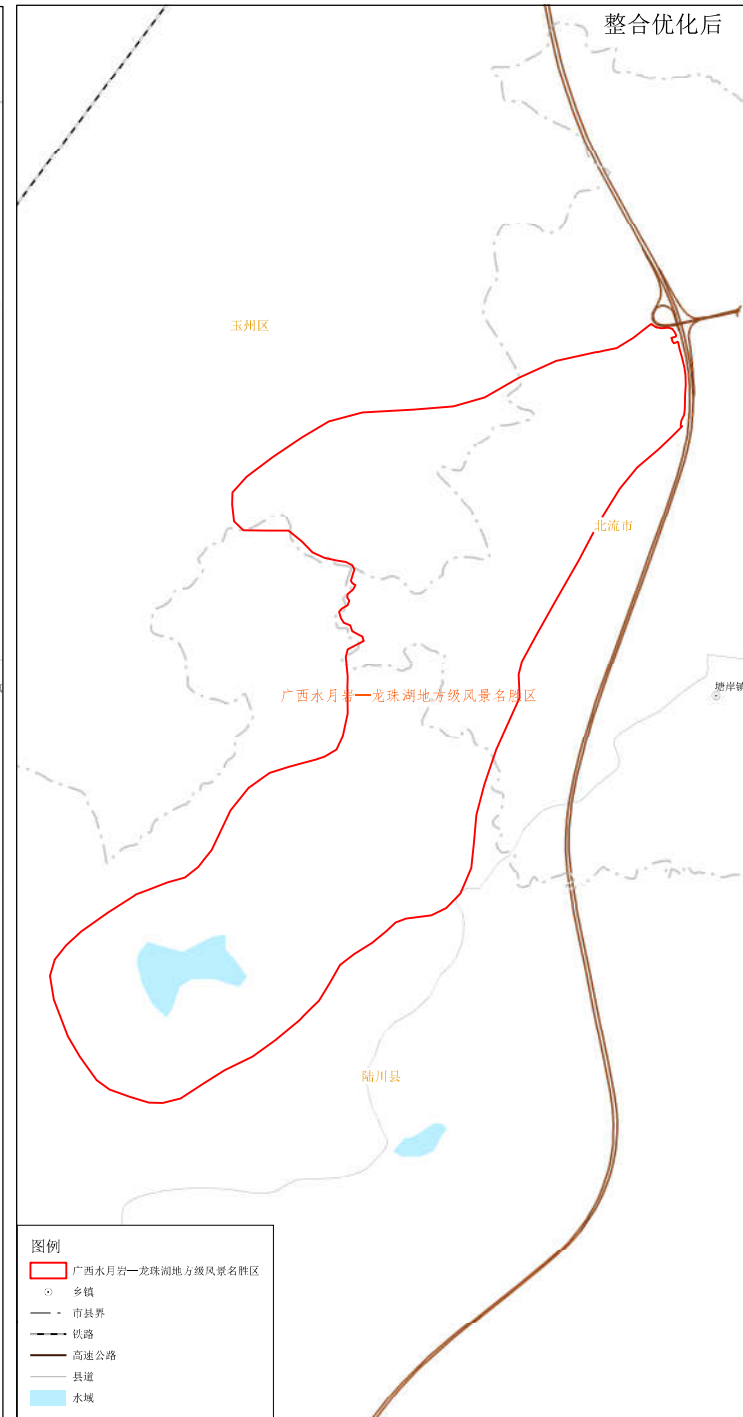 整合优化后
玉州区
北流市
塘岸镇
广西水月岩—龙珠湖地方级风景名胜区
陆川县
图例
广西水月岩—龙珠湖地方级风景名胜区
乡镇
市县界
铁路
高速公路
县道
水域